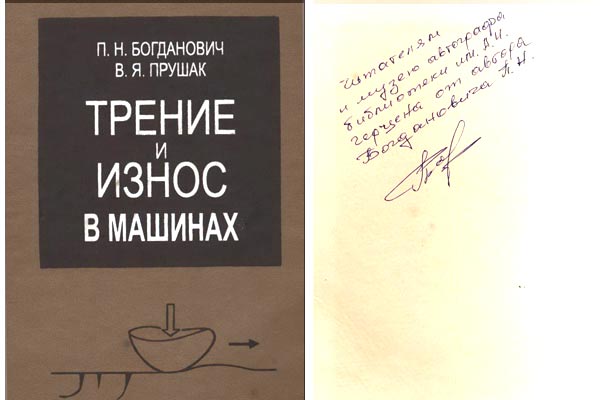 П. Н. БОГДАНОВИЧ
В. Я. ПРУШАК
ТРЕНИЕ
И
ИЗНОС
В МАШИНАХ
Читателям
и музею автографа
библиотеки им. А.И.
Герцена от автора
Богдановича П. Н.